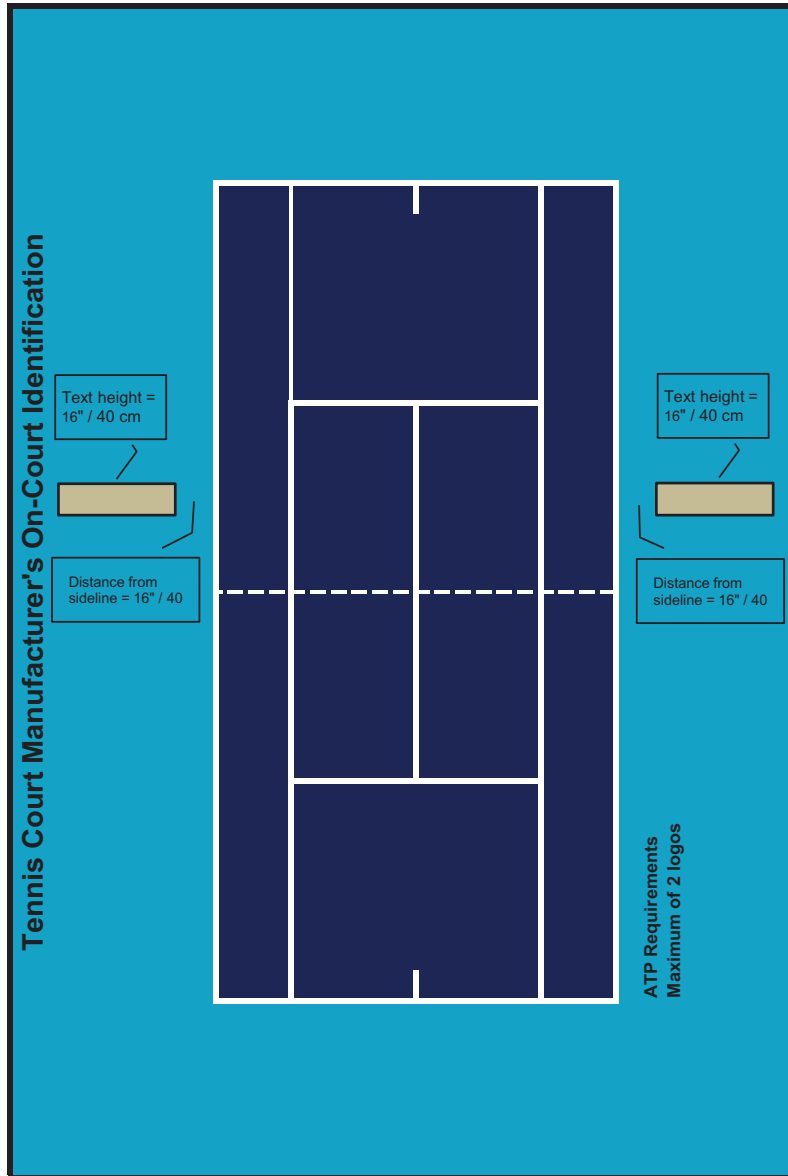 Tennis Court Manufacturer's On-Court Identification
Text height =
16" / 40 cm
Text height =
16" / 40 cm
Distance from
sideline = 16" / 40
Distance from
sideline = 16" / 40
ATP Requirements
Maximum of 2 logos